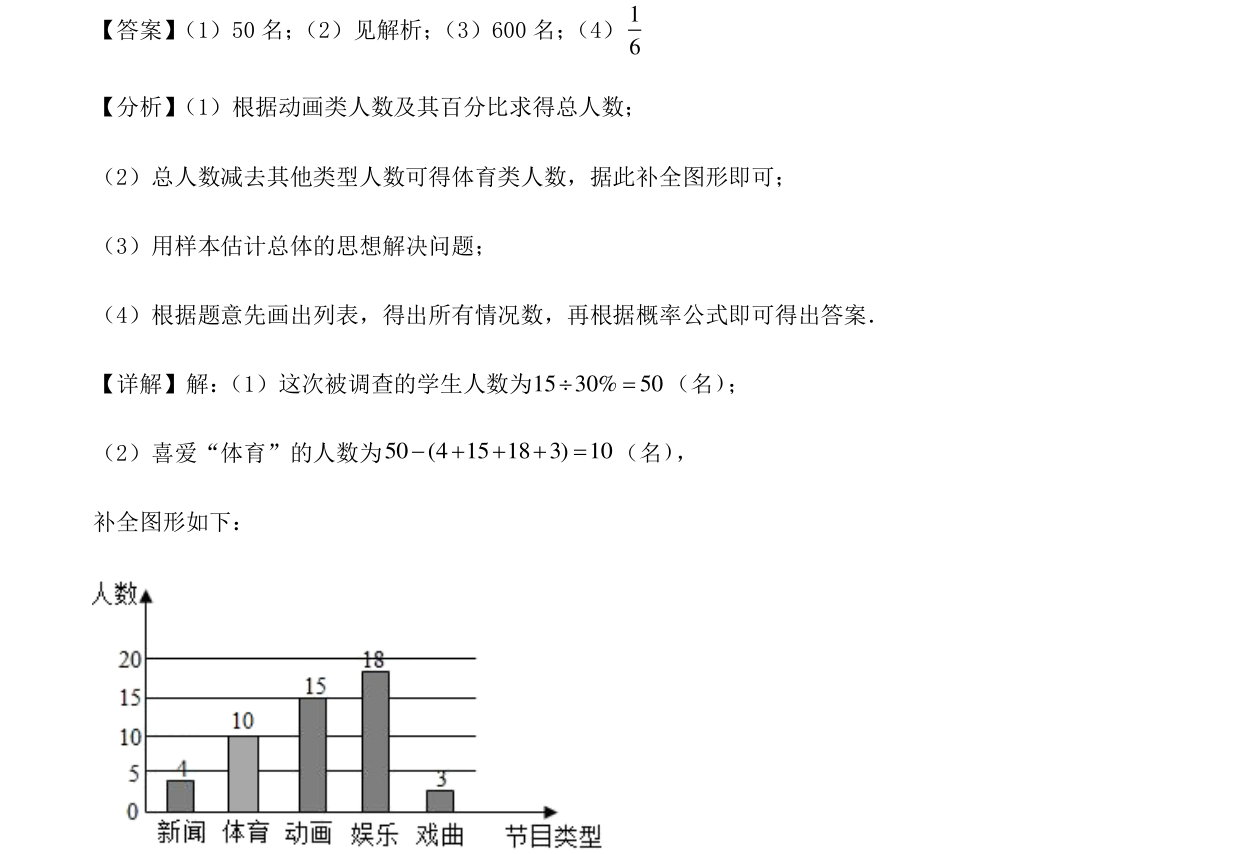 【答案】（1）50 名；（2）见解析；（3）600 名；（4）1/6
【分析】（1）根据动画类人数及其百分比求得总人数；
（2）总人数减去其他类型人数可得体育类人数，据此补全图形即可；
（3）用样本估计总体的思想解决问题；
（4）根据题意先画出列表，得出所有情况数，再根据概率公式即可得出答案．
【详解】解：（1）这次被调查的学生人数为15÷30%=50（名）；
（2）喜爱“体育”的人数为50−(4+15+18+3)=10（名），
补全图形如下：
人数
20
18
15
15
10
10
5
4
3
0
新闻 体育 动画 娱乐 戏曲 节目类型